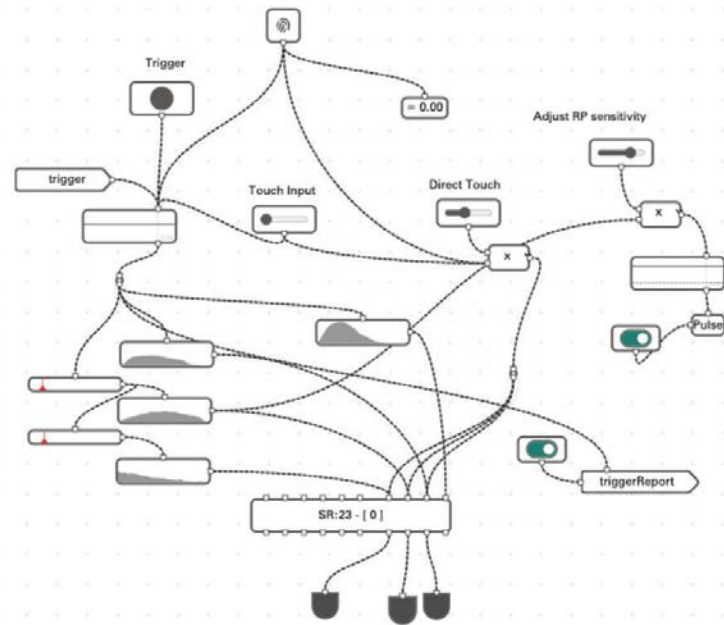 Trigger
= 0.00
Adjust RP sensitivity
trigger
Touch Input
Direct Touch
x
x
Pulse
triggerReport
SR:23 - [ 0 ]